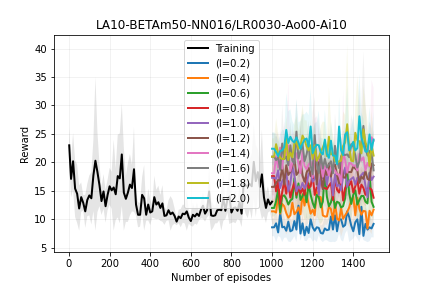 LA10-BETAm50-NN016/LR0030-Ao00-Ai10
Reward
40
35
30
25
20
15
10
5
Training
(l=0.2)
(l=0.4)
(l=0.6)
(l=0.8)
(l=1.0)
(l=1.2)
(l=1.4)
(l=1.6)
(l=1.8)
(l=2.0)
0 200 400 600 800 1000 1200 1400
Number of episodes